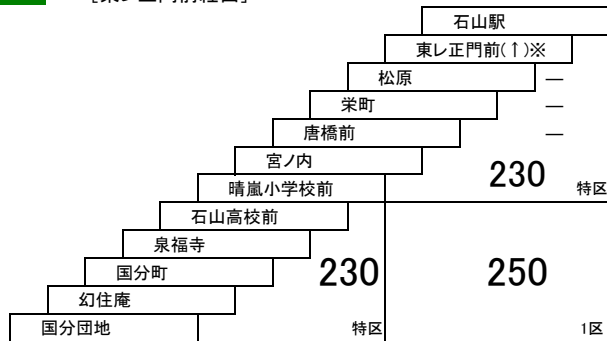 [東レ正門前経由]
石山駅
東レ正門前(↑)※
松原 —
栄町 —
唐橋前 —
宮ノ内
晴嵐小学校前 230 特区
石山高校前
泉福寺
国分町 230 250
幻住庵
国分団地 特区 1区